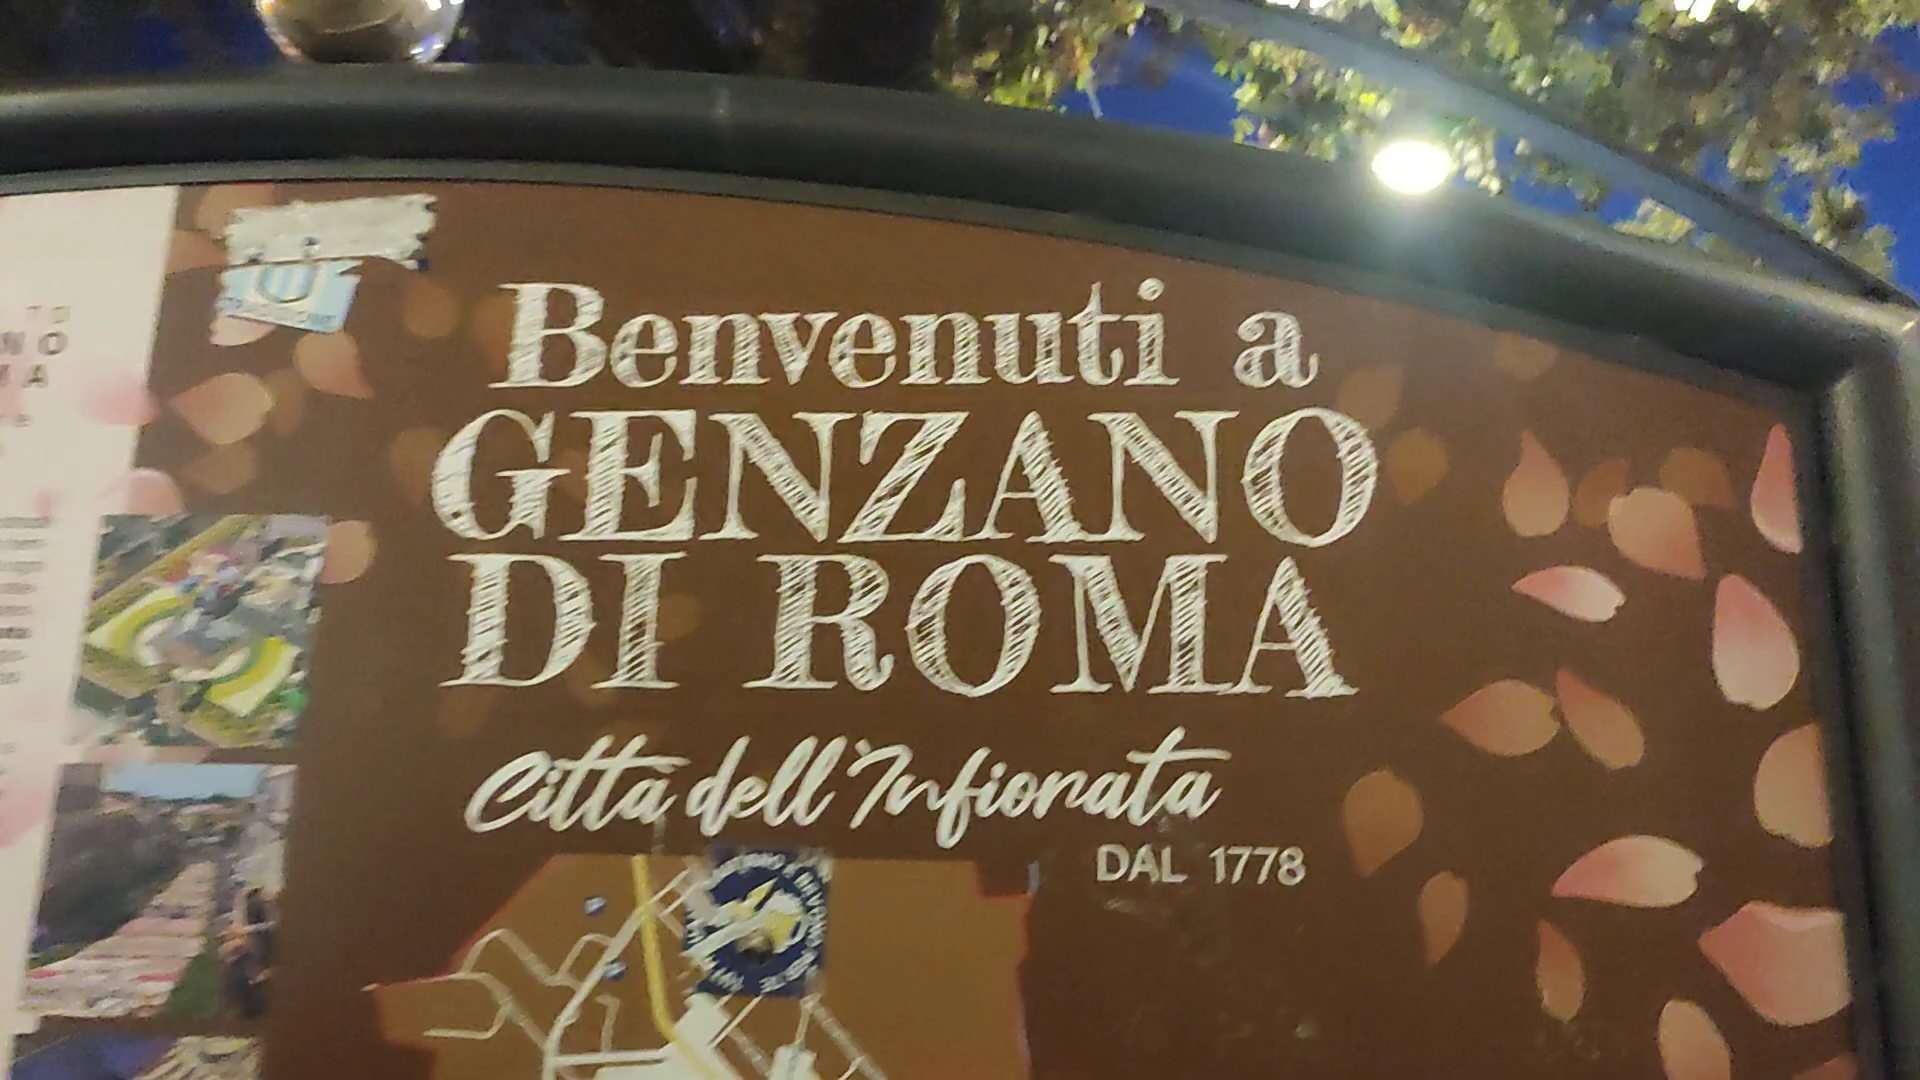 Benvenuti a
GENZANO
DI ROMA
Città dell'Infiorata
DAL 1778